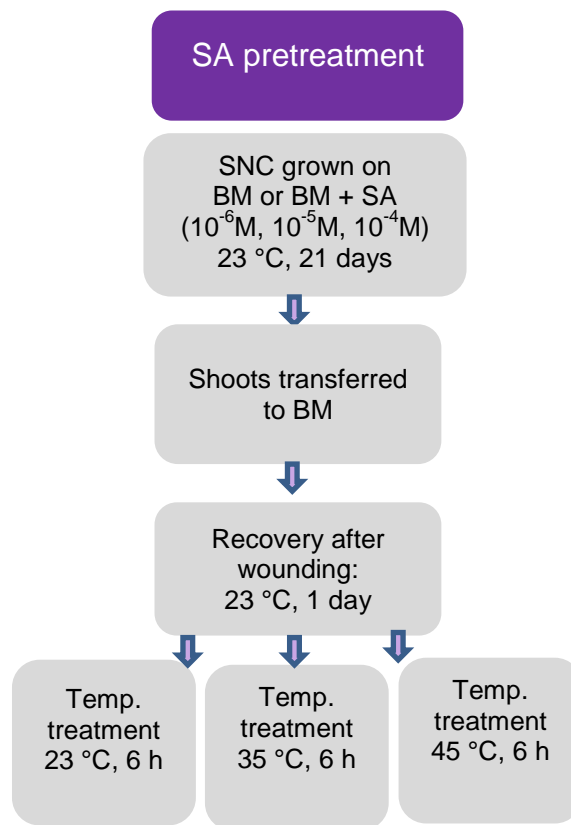 SA pretreatment
SNC grown on
BM or BM + SA
(10⁻⁶M, 10⁻⁵M, 10⁻⁴M)
23 °C, 21 days
Shoots transferred
to BM
Recovery after
wounding:
23 °C, 1 day
Temp.
treatment
23 °C, 6 h
Temp.
treatment
35 °C, 6 h
Temp.
treatment
45 °C, 6 h